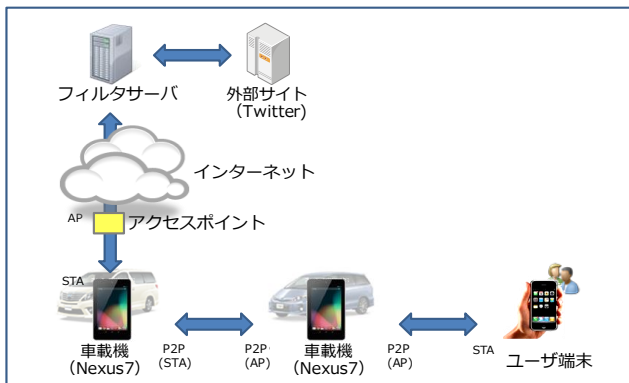 フィルタサーバ
外部サイト
（Twitter)
インターネット
AP
アクセスポイント
STA
車載機
(Nexus7)
P2P
(STA)
P2P
(AP)
車載機
(Nexus7)
P2P
(AP)
STA
ユーザ端末